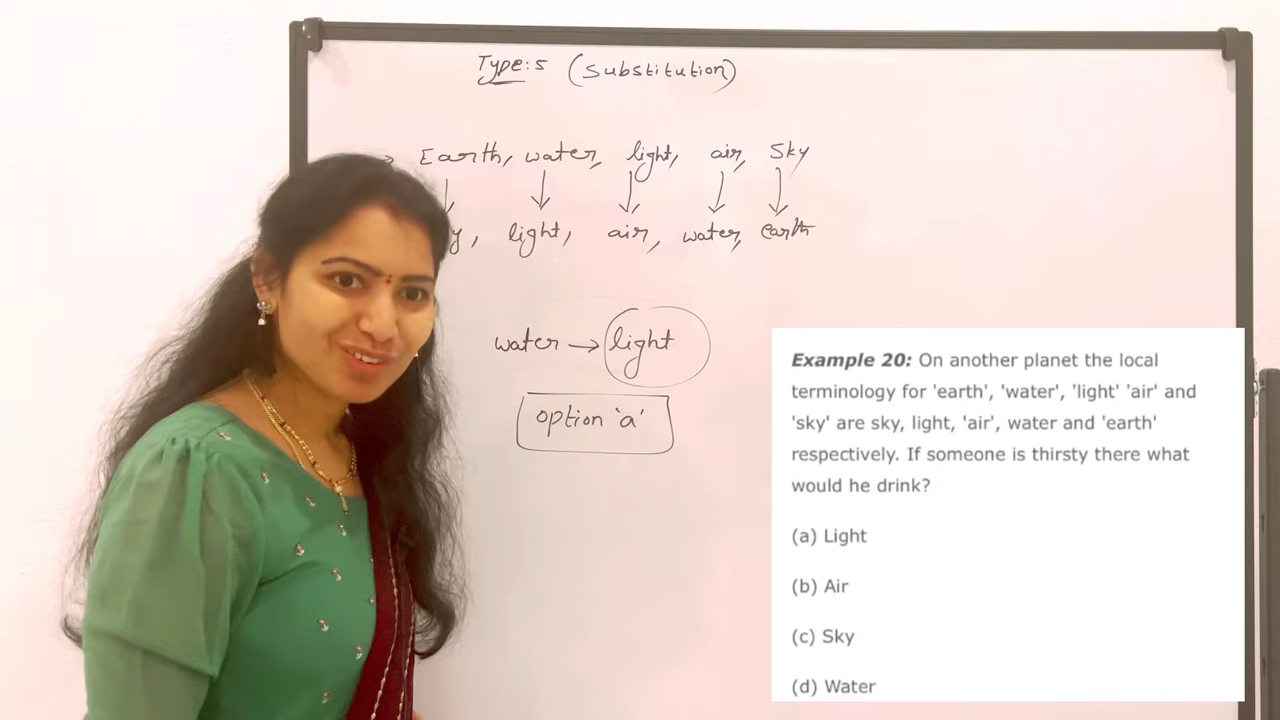 Type: 5 (Substitution)
Earth, water, light, air, Sky
light, air, water, earth
water → light
option 'a'
Example 20: On another planet the local
terminology for 'earth', 'water', 'light' 'air' and
'sky' are sky, light, 'air', water and 'earth'
respectively. If someone is thirsty there what
would he drink?
(a) Light
(b) Air
(c) Sky
(d) Water